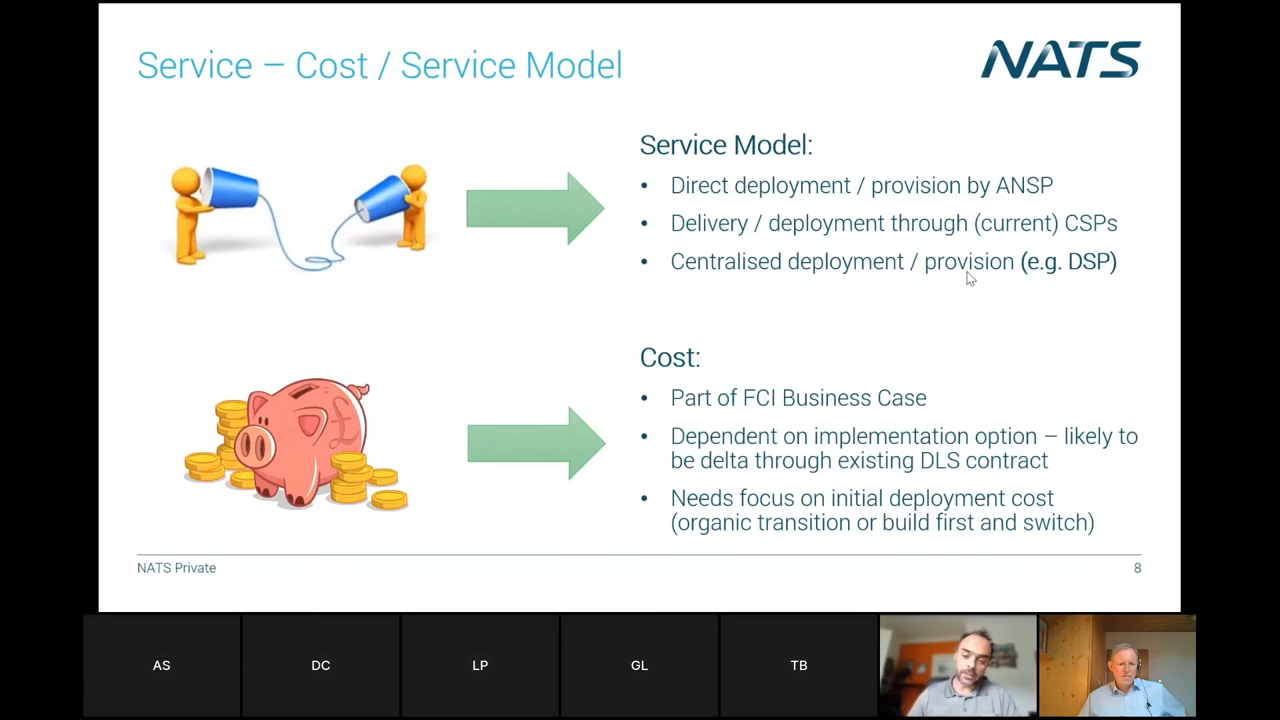 Service – Cost / Service Model
NATS
Service Model:
• Direct deployment / provision by ANSP
• Delivery / deployment through (current) CSPs
• Centralised deployment / provision (e.g. DSP)
Cost:
• Part of FCI Business Case
• Dependent on implementation option – likely to
be delta through existing DLS contract
• Needs focus on initial deployment cost
(organic transition or build first and switch)
£
NATS Private
8
AS
DC
LP
GL
TB